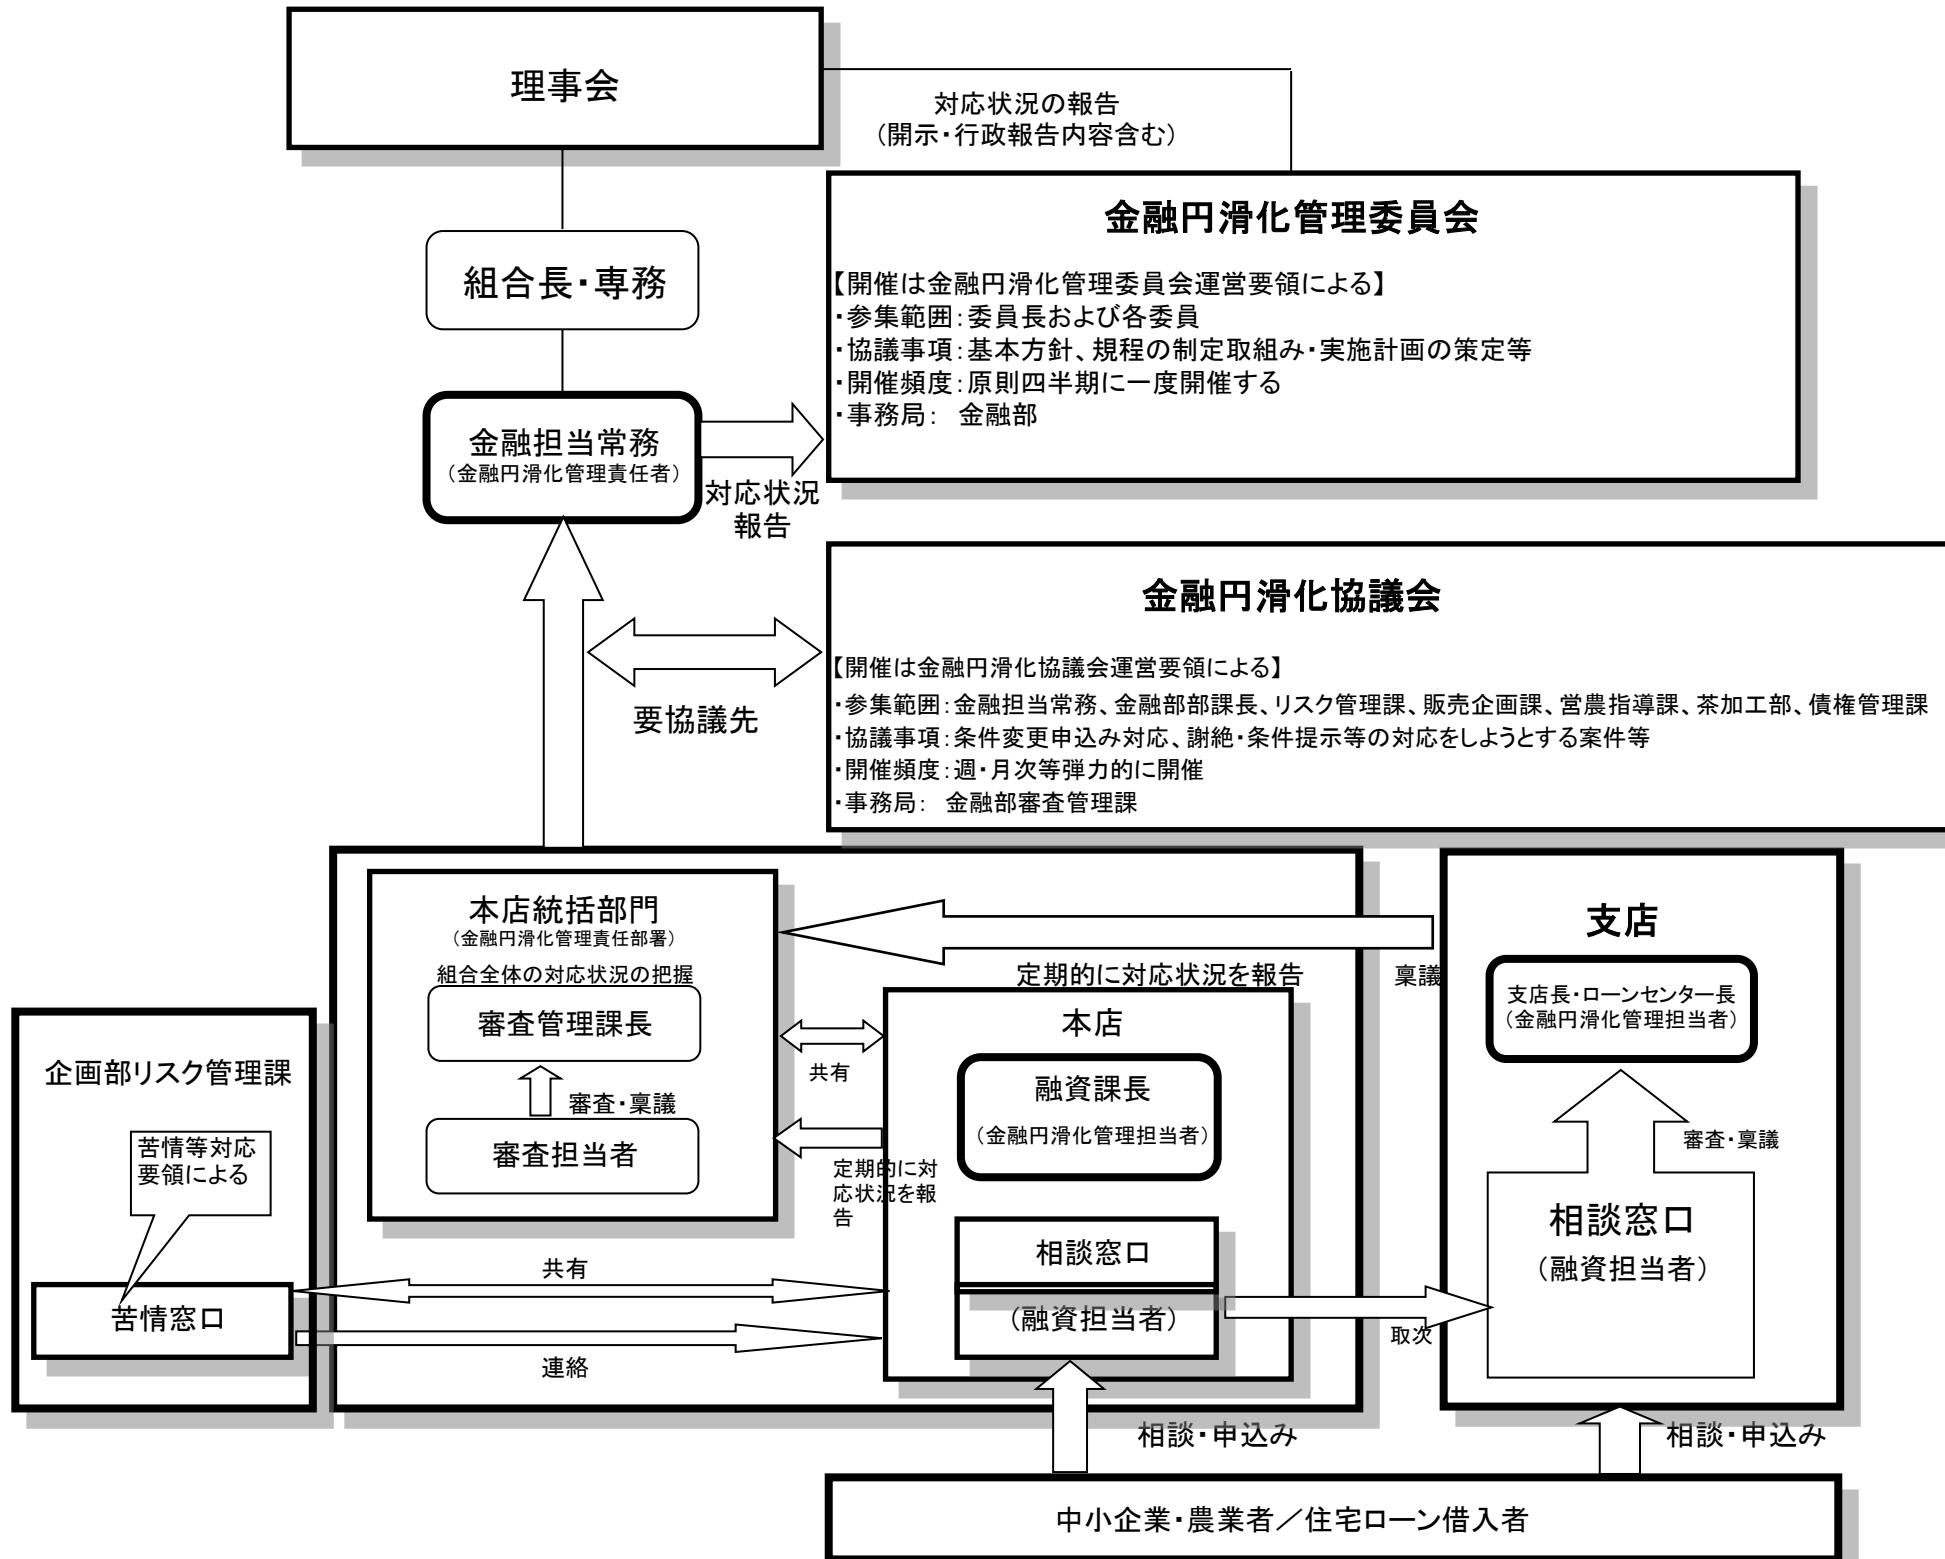 理事会
対応状況の報告
（開示・行政報告内容含む）
金融円滑化管理委員会
【開催は金融円滑化管理委員会運営要領による】
・参集範囲：委員長および各委員
・協議事項：基本方針、規程の制定取組み・実施計画の策定等
・開催頻度：原則四半期に一度開催する
・事務局：　金融部
組合長・専務
金融担当常務
（金融円滑化管理責任者）
対応状況
報告
金融円滑化協議会
【開催は金融円滑化協議会運営要領による】
・参集範囲：金融担当常務、金融部部課長、リスク管理課、販売企画課、営農指導課、茶加工部、債権管理課
・協議事項：条件変更申込み対応、謝絶・条件提示等の対応をしようとする案件等
・開催頻度：週・月次等弾力的に開催
・事務局：　金融部審査管理課
要協議先
本店統括部門
（金融円滑化管理責任部署）
組合全体の対応状況の把握
審査管理課長
審査・稟議
審査担当者
定期的に対応状況を報告
稟議
支店
支店長・ローンセンター長
（金融円滑化管理担当者）
審査・稟議
相談窓口
（融資担当者）
本店
融資課長
（金融円滑化管理担当者）
共有
定期的に対
応状況を報
告
相談窓口
（融資担当者）
取次
企画部リスク管理課
苦情等対応
要領による
苦情窓口
共有
連絡
相談・申込み
相談・申込み
中小企業・農業者／住宅ローン借入者